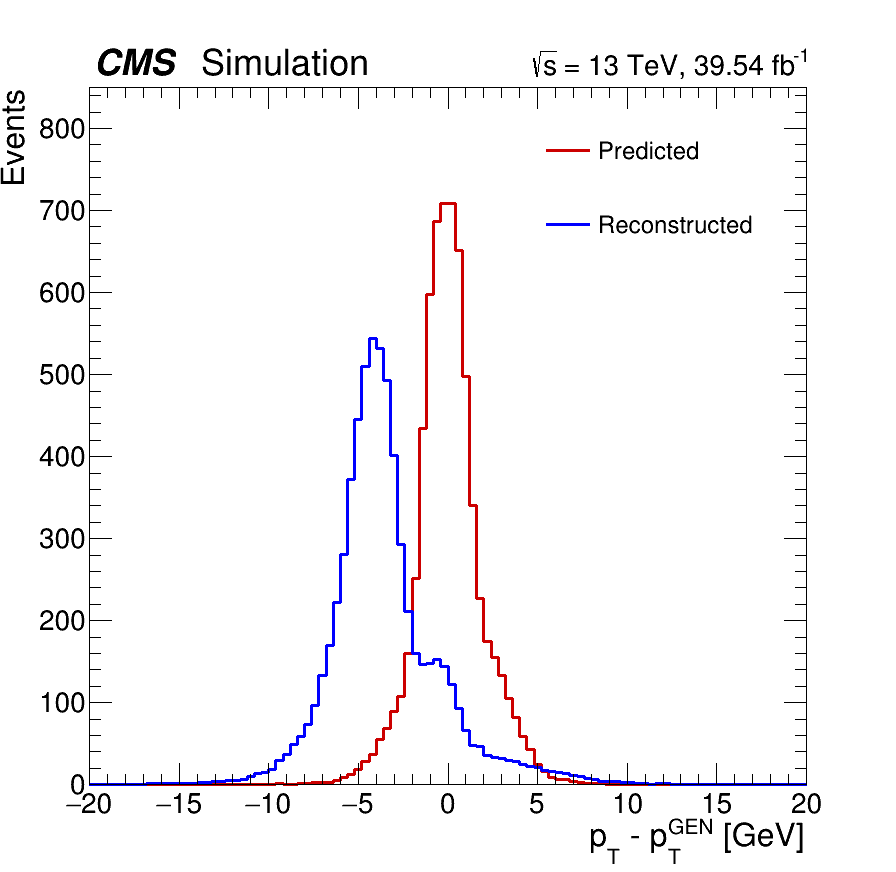 CMS Simulation √s = 13 TeV, 39.54 fb⁻¹
Events
800
700
600
500
400
300
200
100
0
Predicted
Reconstructed
−20 −15 −10 −5 0 5 10 15 20
p_T - p_T^GEN [GeV]